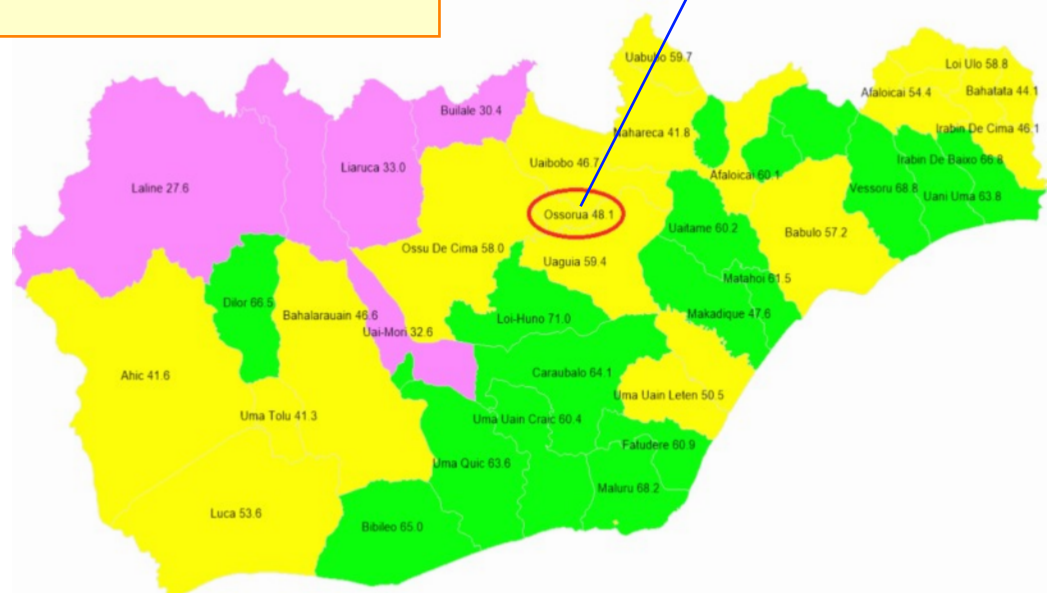 Uabubo 59.7
Loi Ulo 58.8
Afaloicai 54.4
Bahatata 44.1
Builale 30.4
Nahareca 41.8
Irabin De Cima 46.1
Uaibobo 46.7
Irabin De Baixo 66.8
Liaruca 33.0
Afaloicai 60.1
Laline 27.6
Vessoru 68.8
Uani Uma 63.8
Ossorua 48.1
Uaitame 60.2
Babulo 57.2
Ossu De Cima 58.0
Uaguia 59.4
Matahoi 61.5
Dilor 66.5
Bahalarauain 46.6
Loi-Huno 71.0
Makadique 47.6
Uai-Mori 32.6
Ahic 41.6
Caraubalo 64.1
Uma Uain Leten 50.5
Uma Tolu 41.3
Uma Uain Craic 60.4
Fatudere 60.9
Uma Quic 63.6
Maluru 68.2
Luca 53.6
Bibileo 65.0